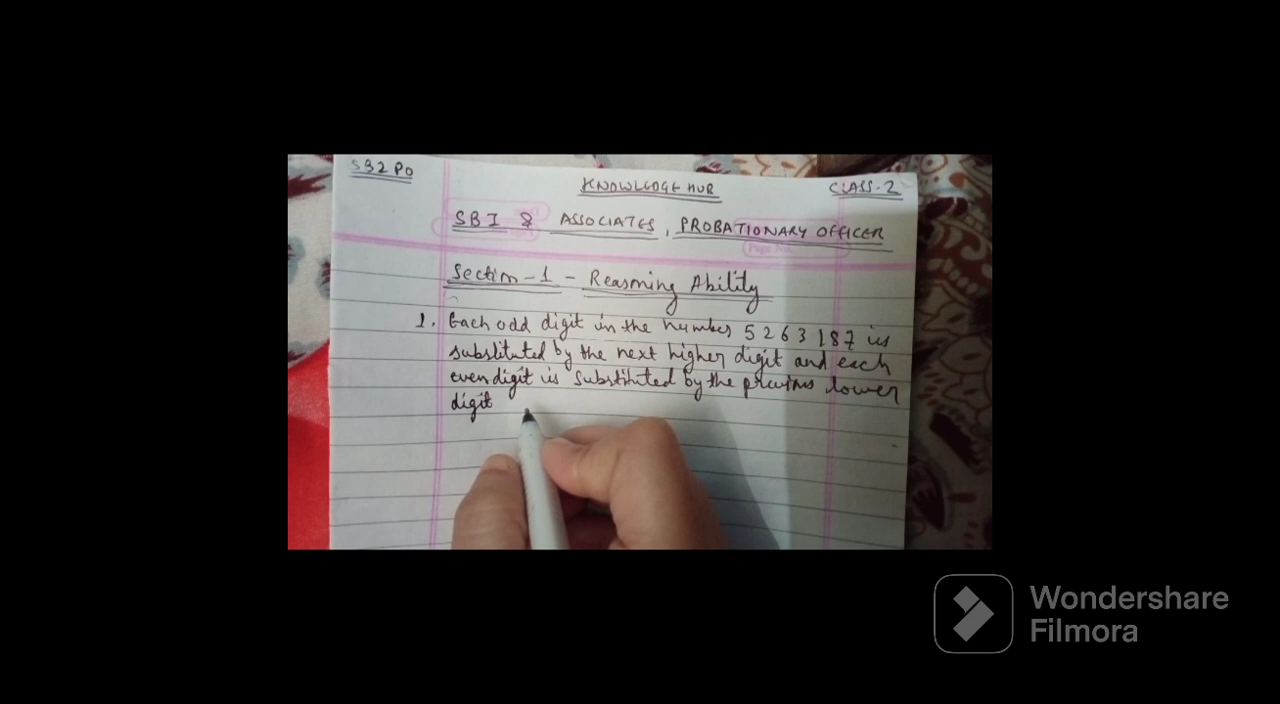 SB2 PO
KNOWLEDGE HUB
CLASS-2
SBI & ASSOCIATES, PROBATIONARY OFFICER
Section-1 - Reasoning Ability
1. Each odd digit in the number 5263187 is
substituted by the next higher digit and each
even digit is substituted by the previous lower
digit
Wondershare
Filmora